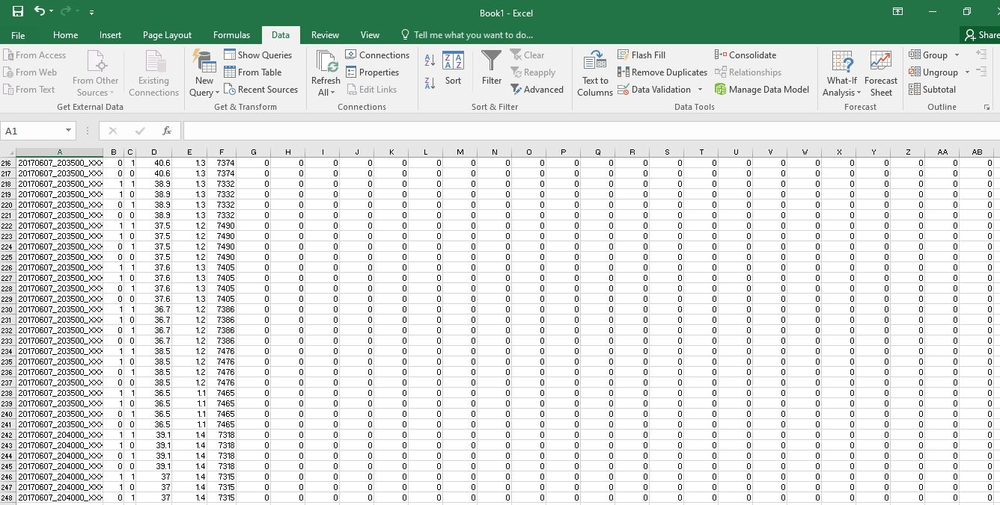 Book1 - Excel
File Home Insert Page Layout Formulas Data Review View Tell me what you want to do... Share
From Access
From Web
From Text
From Other Sources
Existing Connections
Get External Data
New Query
Show Queries
From Table
Recent Sources
Get & Transform
Refresh All
Connections
Properties
Edit Links
Connections
Sort
Filter
Clear
Reapply
Advanced
Sort & Filter
Text to Columns
Flash Fill
Remove Duplicates
Data Validation
Consolidate
Relationships
Manage Data Model
Data Tools
What-If Analysis
Forecast Sheet
Forecast
Group
Ungroup
Subtotal
Outline
A1 fx
A B C D E F G H I J K L M N O P Q R S T U V W X Y Z AA AB
216 20170607_203500_XXX 0 1 40.6 1.3 7374 0 0 0 0 0 0 0 0 0 0 0 0 0 0 0 0 0 0 0 0 0 0
217 20170607_203500_XXX 0 0 40.6 1.3 7374 0 0 0 0 0 0 0 0 0 0 0 0 0 0 0 0 0 0 0 0 0 0
218 20170607_203500_XXX 1 1 38.9 1.3 7332 0 0 0 0 0 0 0 0 0 0 0 0 0 0 0 0 0 0 0 0 0 0
219 20170607_203500_XXX 1 0 38.9 1.3 7332 0 0 0 0 0 0 0 0 0 0 0 0 0 0 0 0 0 0 0 0 0 0
220 20170607_203500_XXX 0 1 38.9 1.3 7332 0 0 0 0 0 0 0 0 0 0 0 0 0 0 0 0 0 0 0 0 0 0
221 20170607_203500_XXX 0 0 38.9 1.3 7332 0 0 0 0 0 0 0 0 0 0 0 0 0 0 0 0 0 0 0 0 0 0
222 20170607_203500_XXX 1 1 37.5 1.2 7490 0 0 0 0 0 0 0 0 0 0 0 0 0 0 0 0 0 0 0 0 0 0
223 20170607_203500_XXX 1 0 37.5 1.2 7490 0 0 0 0 0 0 0 0 0 0 0 0 0 0 0 0 0 0 0 0 0 0
224 20170607_203500_XXX 0 1 37.5 1.2 7490 0 0 0 0 0 0 0 0 0 0 0 0 0 0 0 0 0 0 0 0 0 0
225 20170607_203500_XXX 0 0 37.5 1.2 7490 0 0 0 0 0 0 0 0 0 0 0 0 0 0 0 0 0 0 0 0 0 0
226 20170607_203500_XXX 1 1 37.6 1.3 7405 0 0 0 0 0 0 0 0 0 0 0 0 0 0 0 0 0 0 0 0 0 0
227 20170607_203500_XXX 1 0 37.6 1.3 7405 0 0 0 0 0 0 0 0 0 0 0 0 0 0 0 0 0 0 0 0 0 0
228 20170607_203500_XXX 0 1 37.6 1.3 7405 0 0 0 0 0 0 0 0 0 0 0 0 0 0 0 0 0 0 0 0 0 0
229 20170607_203500_XXX 0 0 37.6 1.3 7405 0 0 0 0 0 0 0 0 0 0 0 0 0 0 0 0 0 0 0 0 0 0
230 20170607_203500_XXX 1 1 36.7 1.2 7386 0 0 0 0 0 0 0 0 0 0 0 0 0 0 0 0 0 0 0 0 0 0
231 20170607_203500_XXX 1 0 36.7 1.2 7386 0 0 0 0 0 0 0 0 0 0 0 0 0 0 0 0 0 0 0 0 0 0
232 20170607_203500_XXX 0 1 36.7 1.2 7386 0 0 0 0 0 0 0 0 0 0 0 0 0 0 0 0 0 0 0 0 0 0
233 20170607_203500_XXX 0 0 36.7 1.2 7386 0 0 0 0 0 0 0 0 0 0 0 0 0 0 0 0 0 0 0 0 0 0
234 20170607_203500_XXX 1 1 38.5 1.2 7476 0 0 0 0 0 0 0 0 0 0 0 0 0 0 0 0 0 0 0 0 0 0
235 20170607_203500_XXX 1 0 38.5 1.2 7476 0 0 0 0 0 0 0 0 0 0 0 0 0 0 0 0 0 0 0 0 0 0
236 20170607_203500_XXX 0 1 38.5 1.2 7476 0 0 0 0 0 0 0 0 0 0 0 0 0 0 0 0 0 0 0 0 0 0
237 20170607_203500_XXX 0 0 38.5 1.2 7476 0 0 0 0 0 0 0 0 0 0 0 0 0 0 0 0 0 0 0 0 0 0
238 20170607_203500_XXX 1 1 36.5 1.1 7465 0 0 0 0 0 0 0 0 0 0 0 0 0 0 0 0 0 0 0 0 0 0
239 20170607_203500_XXX 1 0 36.5 1.1 7465 0 0 0 0 0 0 0 0 0 0 0 0 0 0 0 0 0 0 0 0 0 0
240 20170607_203500_XXX 0 1 36.5 1.1 7465 0 0 0 0 0 0 0 0 0 0 0 0 0 0 0 0 0 0 0 0 0 0
241 20170607_203500_XXX 0 0 36.5 1.1 7465 0 0 0 0 0 0 0 0 0 0 0 0 0 0 0 0 0 0 0 0 0 0
242 20170607_204000_XXX 1 1 39.1 1.4 7318 0 0 0 0 0 0 0 0 0 0 0 0 0 0 0 0 0 0 0 0 0 0
243 20170607_204000_XXX 1 0 39.1 1.4 7318 0 0 0 0 0 0 0 0 0 0 0 0 0 0 0 0 0 0 0 0 0 0
244 20170607_204000_XXX 0 1 39.1 1.4 7318 0 0 0 0 0 0 0 0 0 0 0 0 0 0 0 0 0 0 0 0 0 0
245 20170607_204000_XXX 0 0 39.1 1.4 7318 0 0 0 0 0 0 0 0 0 0 0 0 0 0 0 0 0 0 0 0 0 0
246 20170607_204000_XXX 1 1 37 1.4 7315 0 0 0 0 0 0 0 0 0 0 0 0 0 0 0 0 0 0 0 0 0 0
247 20170607_204000_XXX 1 0 37 1.4 7315 0 0 0 0 0 0 0 0 0 0 0 0 0 0 0 0 0 0 0 0 0 0
248 20170607_204000_XXX 0 1 37 1.4 7315 0 0 0 0 0 0 0 0 0 0 0 0 0 0 0 0 0 0 0 0 0 0